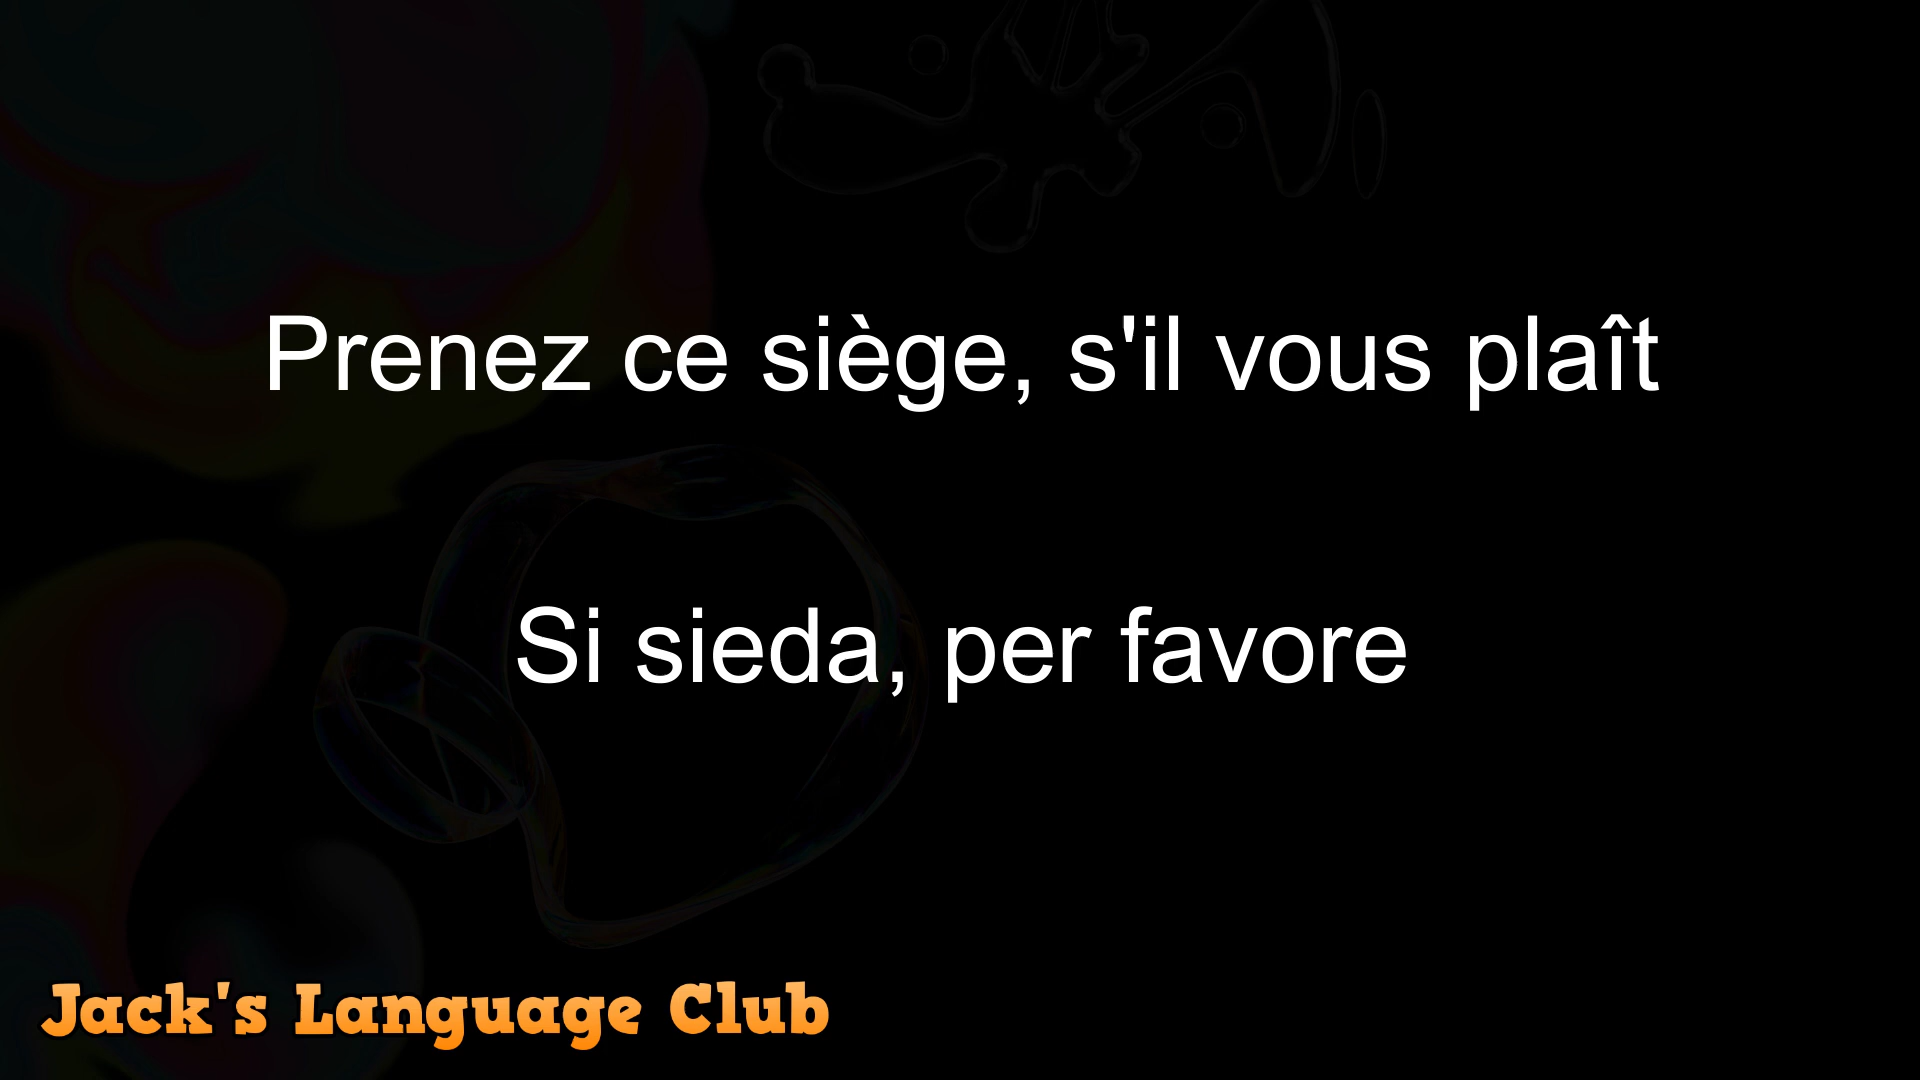 Prenez ce siège, s'il vous plaît
Si sieda, per favore
Jack's Language Club